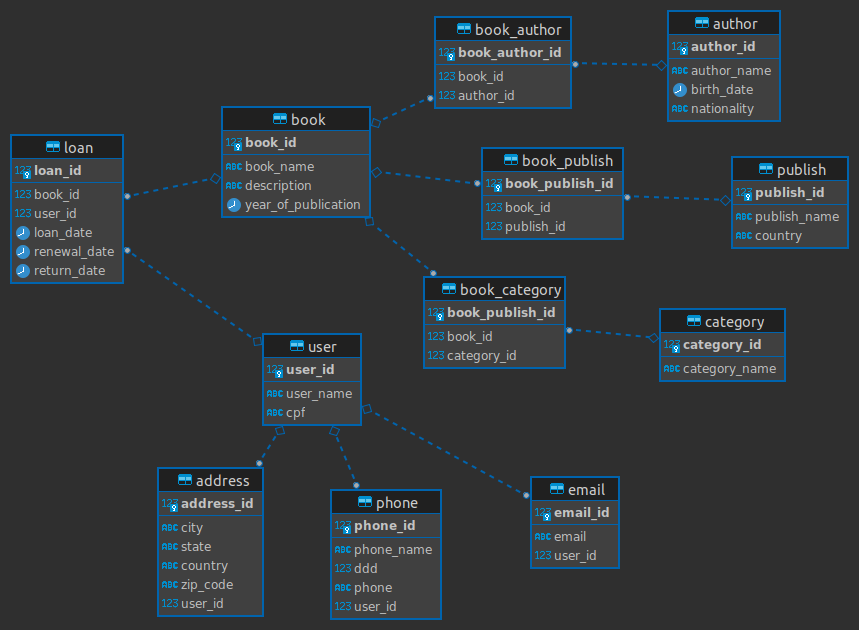 book_author
123 book_author_id
123 book_id
123 author_id
author
123 author_id
ABC author_name
birth_date
ABC nationality
book
123 book_id
ABC book_name
ABC description
year_of_publication
loan
123 loan_id
123 book_id
123 user_id
loan_date
renewal_date
return_date
book_publish
123 book_publish_id
123 book_id
123 publish_id
publish
123 publish_id
ABC publish_name
ABC country
book_category
123 book_publish_id
123 book_id
123 category_id
category
123 category_id
ABC category_name
user
123 user_id
ABC user_name
ABC cpf
address
123 address_id
ABC city
ABC state
ABC country
ABC zip_code
123 user_id
phone
123 phone_id
ABC phone_name
123 ddd
ABC phone
123 user_id
email
123 email_id
ABC email
123 user_id